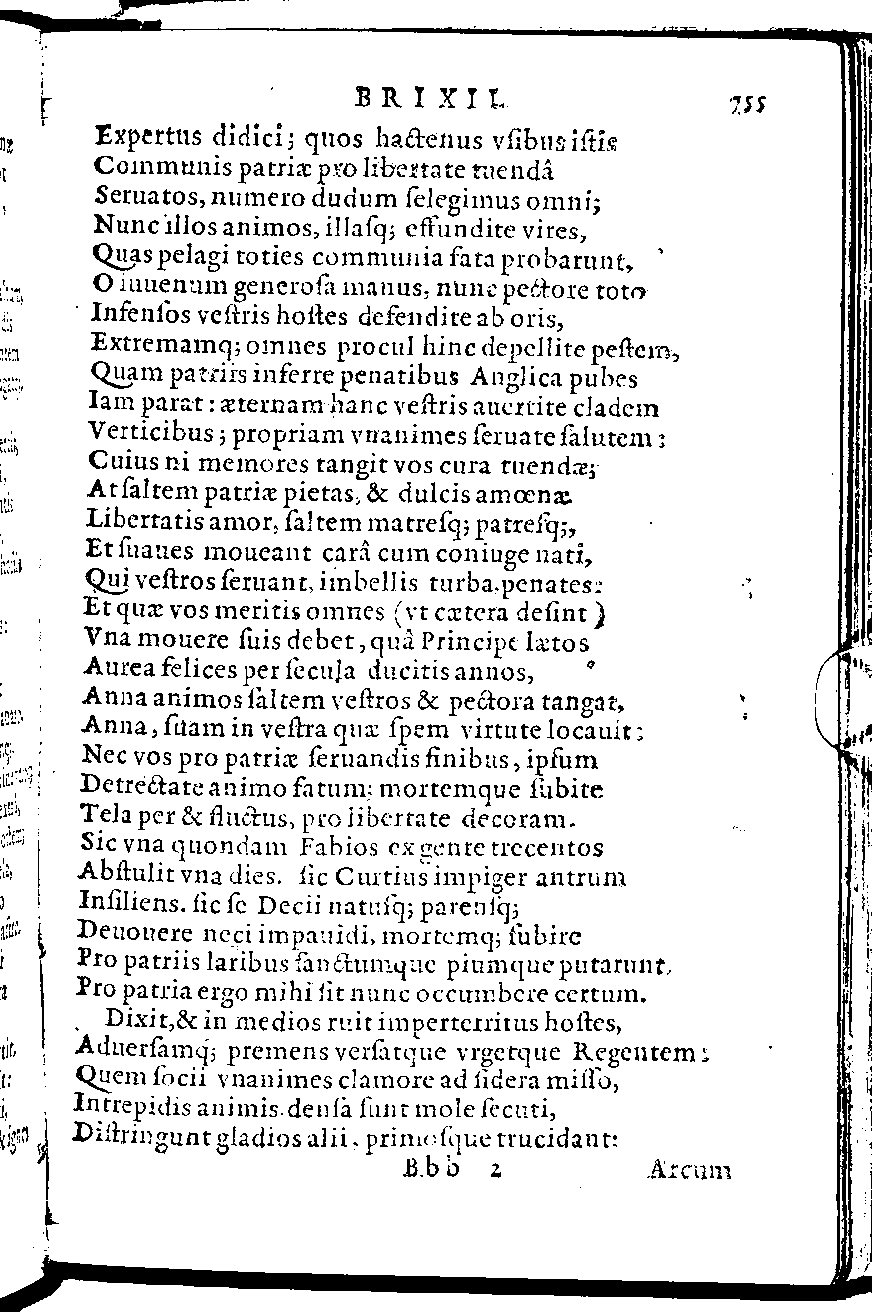 BRIXII. 755
Expertus didici; quos hactenus vſibus iſtis
Communis patriæ pro libertate tuendâ
Seruatos, numero dudum ſelegimus omni;
Nunc illos animos, illaſq; effundite vires,
Quas pelagi toties communia fata probarunt,
O iuuenum generoſa manus, nunc pectore toto
Infenſos veſtris hoſtes defendite ab oris,
Extremamq; omnes procul hinc depellite peſtem,
Quam patriis inferre penatibus Anglica pubes
Iam parat: æternam hanc veſtris auertite cladem
Verticibus; propriam vnanimes ſeruate ſalutem:
Cuius ni memores tangit vos cura tuendæ;
At ſaltem patriæ pietas, & dulcis amœnæ
Libertatis amor, ſaltem matreſq; patreſq;,
Et ſuaues moueant carâ cum coniuge nati,
Qui veſtros ſeruant, imbellis turba, penates:
Et quæ vos meritis omnes (vt cætera deſint)
Vna mouere ſuis debet, quâ Principe lætos
Aurea felices per ſecula ducitis annos,
Anna animos ſaltem veſtros & pectora tangat,
Anna, ſuam in veſtra quæ ſpem virtute locauit:
Nec vos pro patriæ ſeruandis finibus, ipſum
Detrectate animo fatum; mortemque ſubite
Tela per & fluctus, pro libertate decoram.
Sic vna quondam Fabios ex gente trecentos
Abſtulit vna dies. ſic Curtius impiger antrum
Inſiliens. ſic ſe Decii natuſq; parenſq;
Deuouere neci impauidi, mortemq; ſubire
Pro patriis laribus ſanctumque piumque putarunt.
Pro patria ergo mihi ſit nunc occumbere certum.
Dixit, & in medios ruit imperterritus hoſtes,
Aduerſamq; premens verſatque vrgetque Regentem:
Quem ſocii vnanimes clamore ad ſidera miſſo,
Intrepidis animis denſa ſunt mole ſecuti,
Diſtringunt gladios alii, primoſque trucidant:
Bbb 2 Arcum